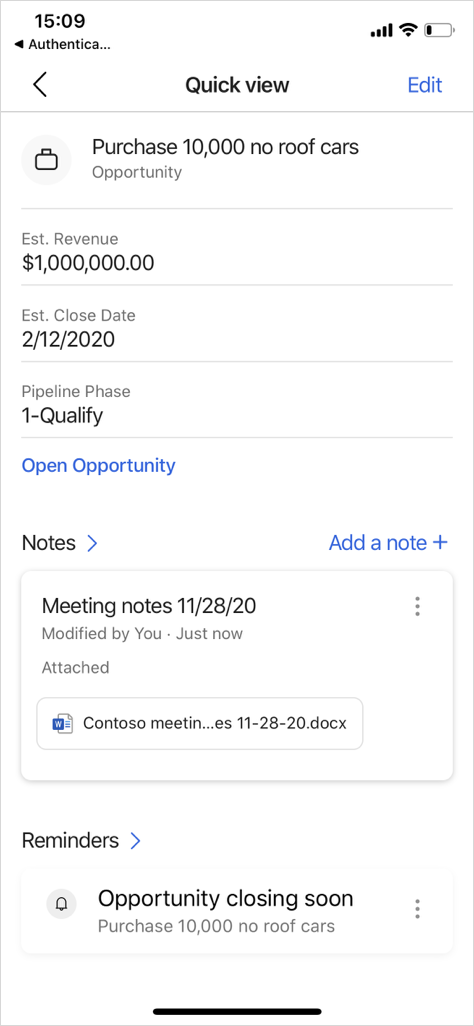 15:09
◀ Authentica...
Quick view
Edit
Purchase 10,000 no roof cars
Opportunity
Est. Revenue
$1,000,000.00
Est. Close Date
2/12/2020
Pipeline Phase
1-Qualify
Open Opportunity
Notes
Add a note +
Meeting notes 11/28/20
Modified by You · Just now
Attached
W
Contoso meetin...es 11-28-20.docx
Reminders
Opportunity closing soon
Purchase 10,000 no roof cars